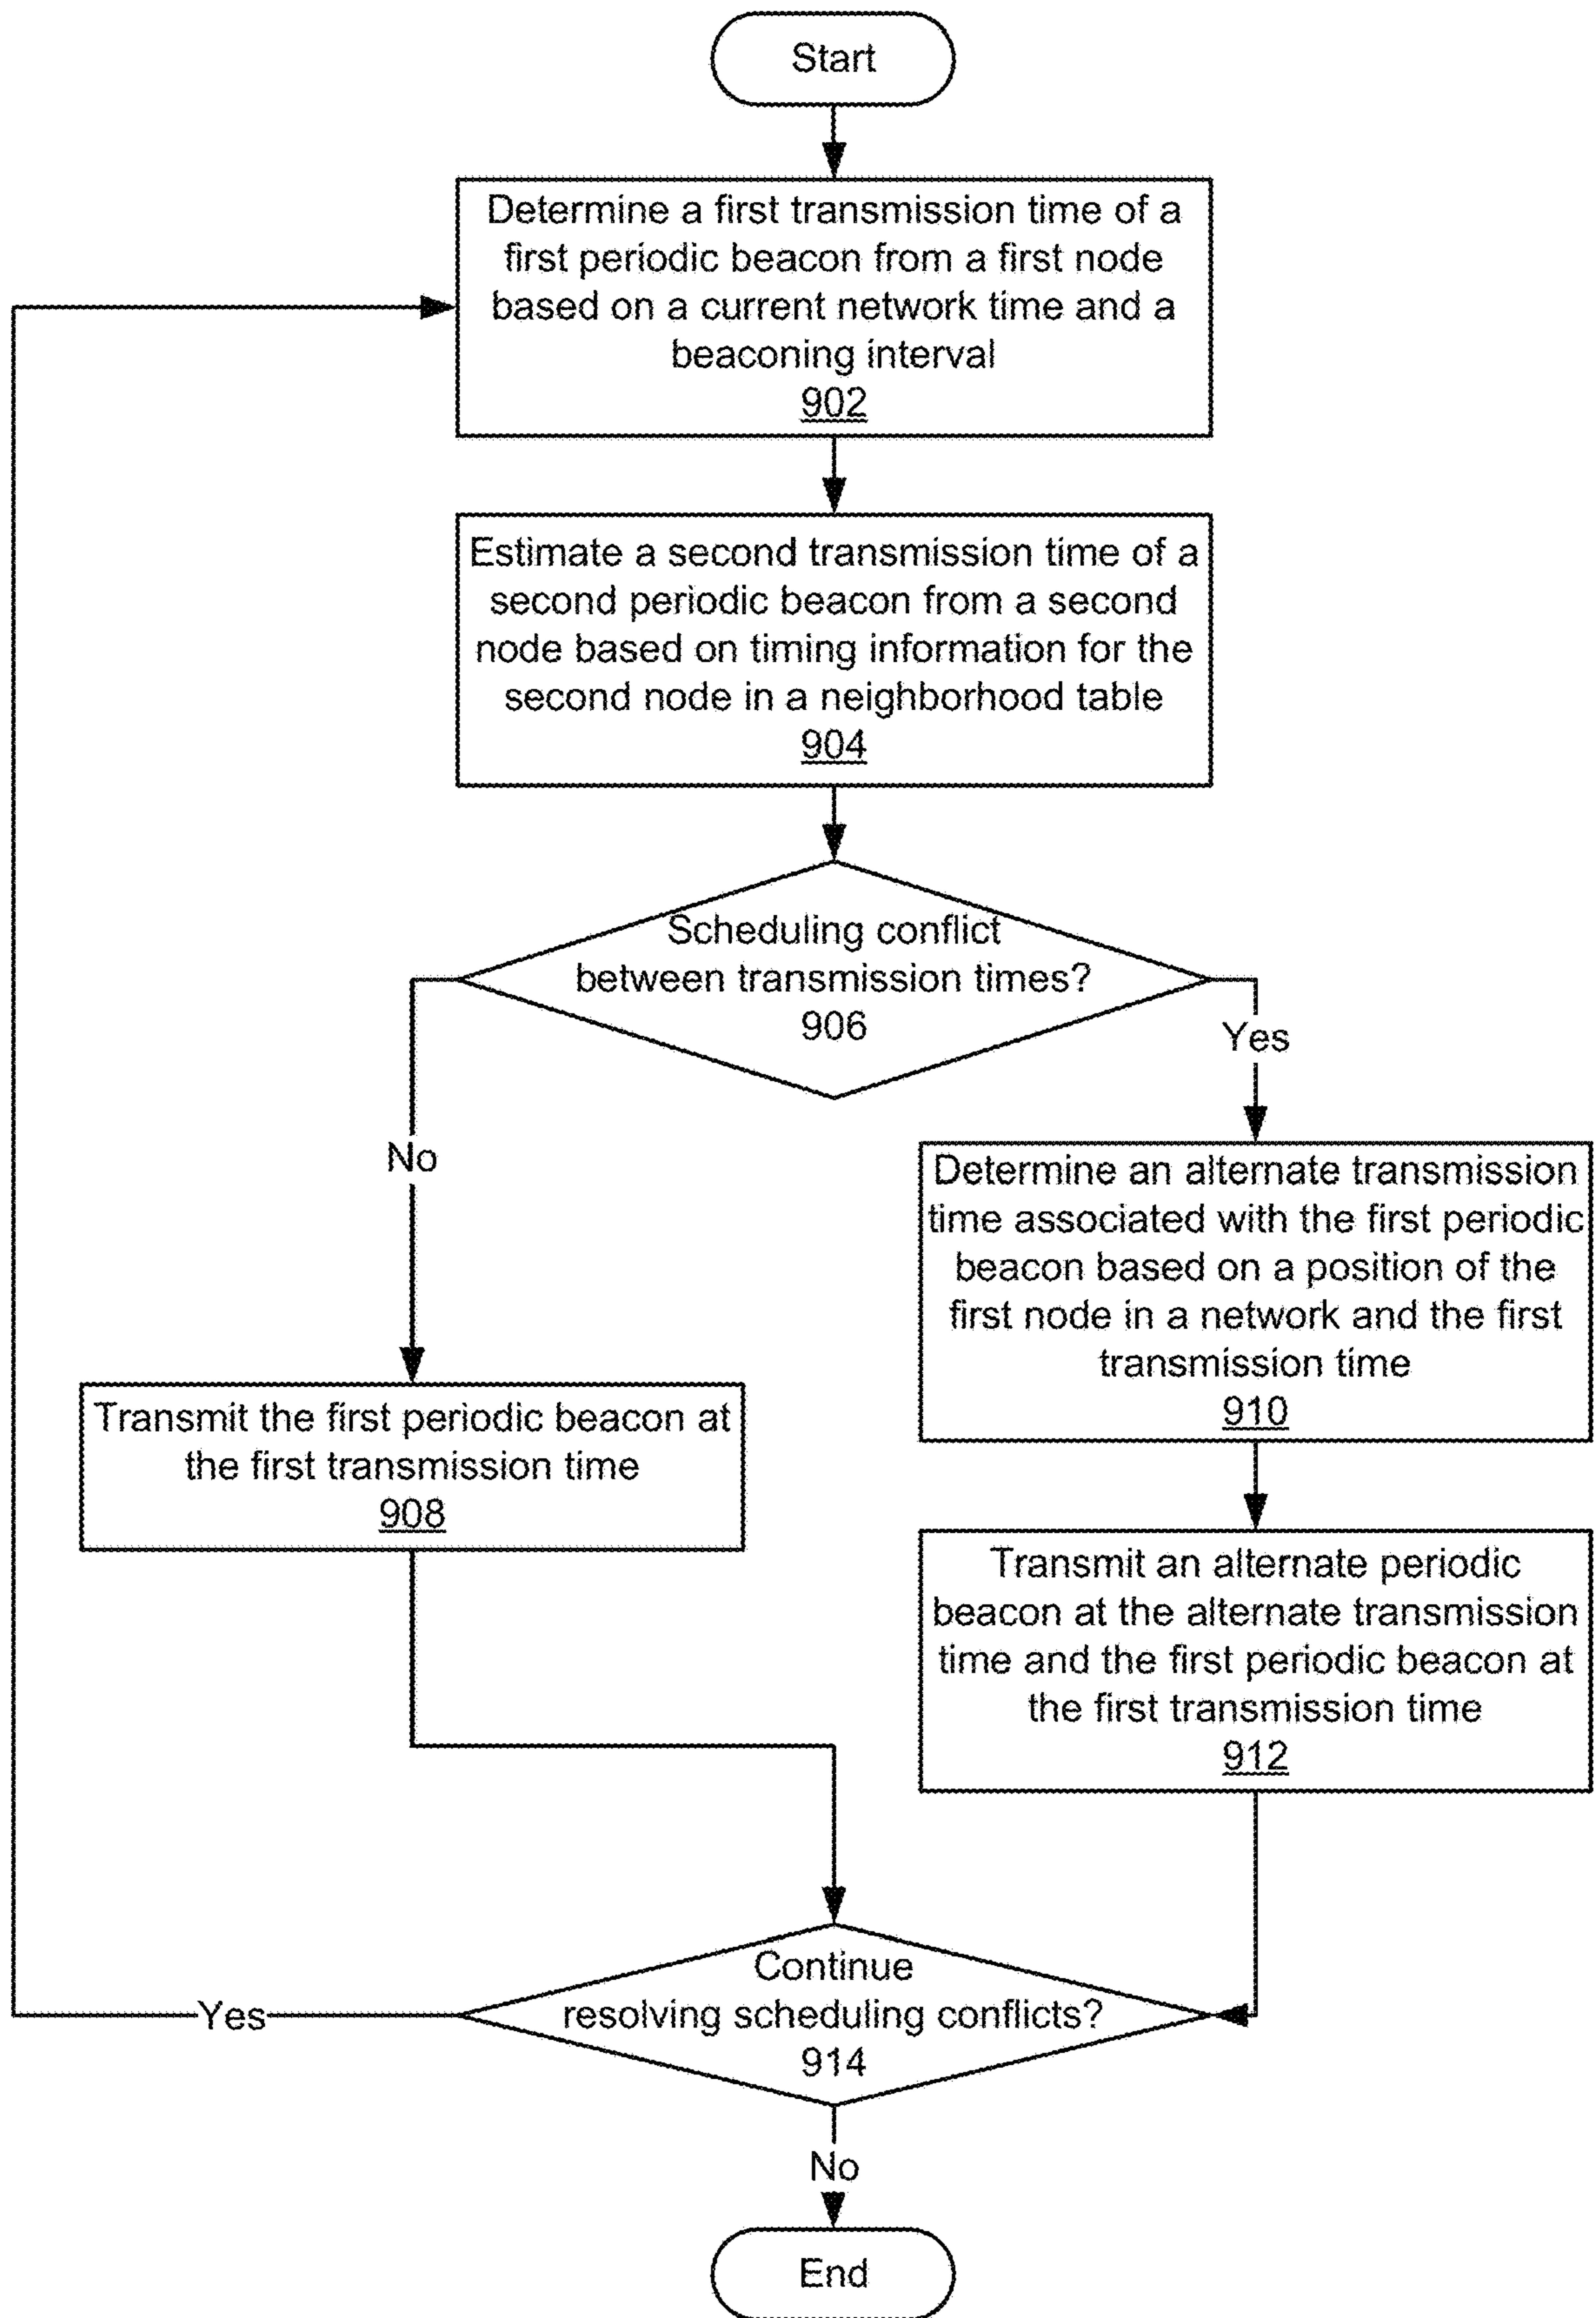 Start
Determine a first transmission time of a
first periodic beacon from a first node
based on a current network time and a
beaconing interval
902
Estimate a second transmission time of a
second periodic beacon from a second
node based on timing information for the
second node in a neighborhood table
904
Scheduling conflict
between transmission times?
906
Yes
No
Determine an alternate transmission
time associated with the first periodic
beacon based on a position of the
first node in a network and the first
transmission time
910
Transmit the first periodic beacon at
the first transmission time
908
Transmit an alternate periodic
beacon at the alternate transmission
time and the first periodic beacon at
the first transmission time
912
Continue
resolving scheduling conflicts?
914
Yes
No
End